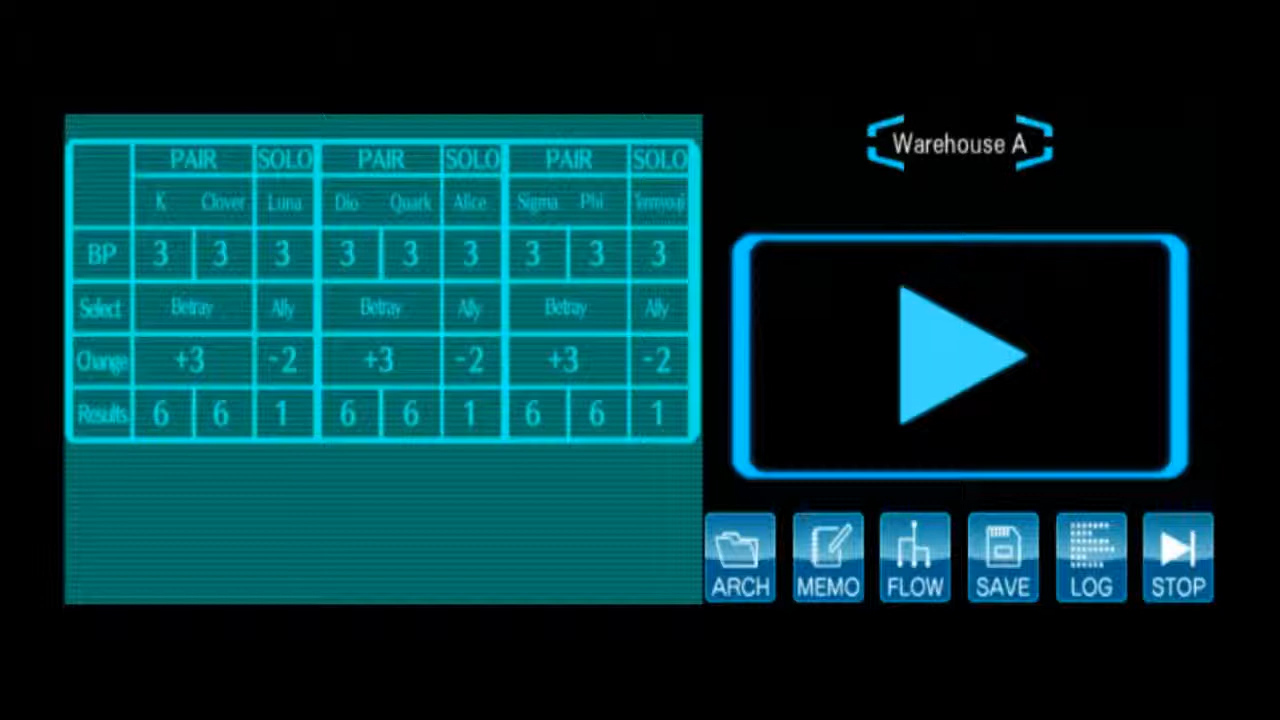 PAIR SOLO PAIR SOLO PAIR SOLO
K Clover Luna Dio Quark Alice Sigma Phi Tenmyouji
BP 3 3 3 3 3 3 3 3 3
Select Betray Ally Betray Ally Betray Ally
Change +3 -2 +3 -2 +3 -2
Results 6 6 1 6 6 1 6 6 1
Warehouse A
ARCH MEMO FLOW SAVE LOG STOP